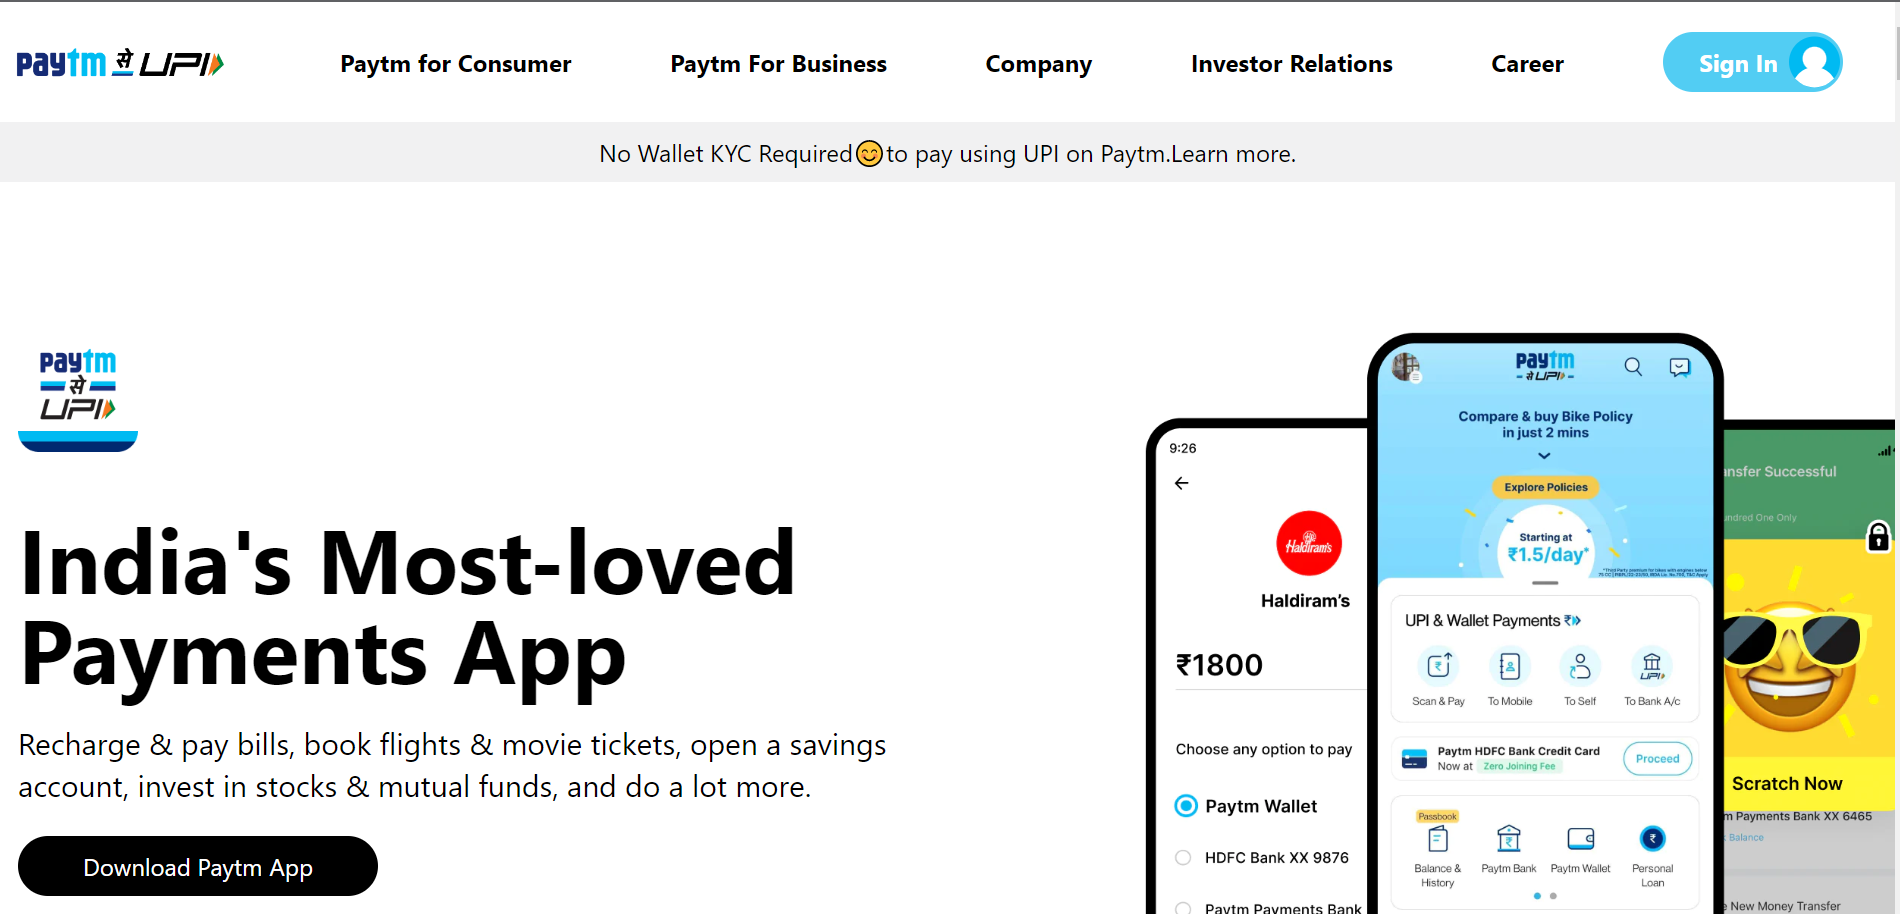 paytm से UPI
Paytm for Consumer
Paytm For Business
Company
Investor Relations
Career
Sign In
No Wallet KYC Required😊to pay using UPI on Paytm.Learn more.
paytm
से
UPI
India's Most-loved
Payments App
Recharge & pay bills, book flights & movie tickets, open a savings
account, invest in stocks & mutual funds, and do a lot more.
Download Paytm App
9:26
Haldiram's
Haldiram's
₹1800
Choose any option to pay
Paytm Wallet
HDFC Bank XX 9876
Paytm Payments Bank
paytm
से UPI
Compare & buy Bike Policy
in just 2 mins
Explore Policies
Starting at
₹1.5/day*
UPI & Wallet Payments
Scan & Pay
To Mobile
To Self
UPI
To Bank A/c
Paytm HDFC Bank Credit Card
Now at Zero Joining Fee
Proceed
Passbook
Balance &
History
Paytm Bank
Paytm Wallet
Personal
Loan
nsfer Successful
undred One Only
Scratch Now
m Payments Bank XX 6465
Balance
New Money Transfer